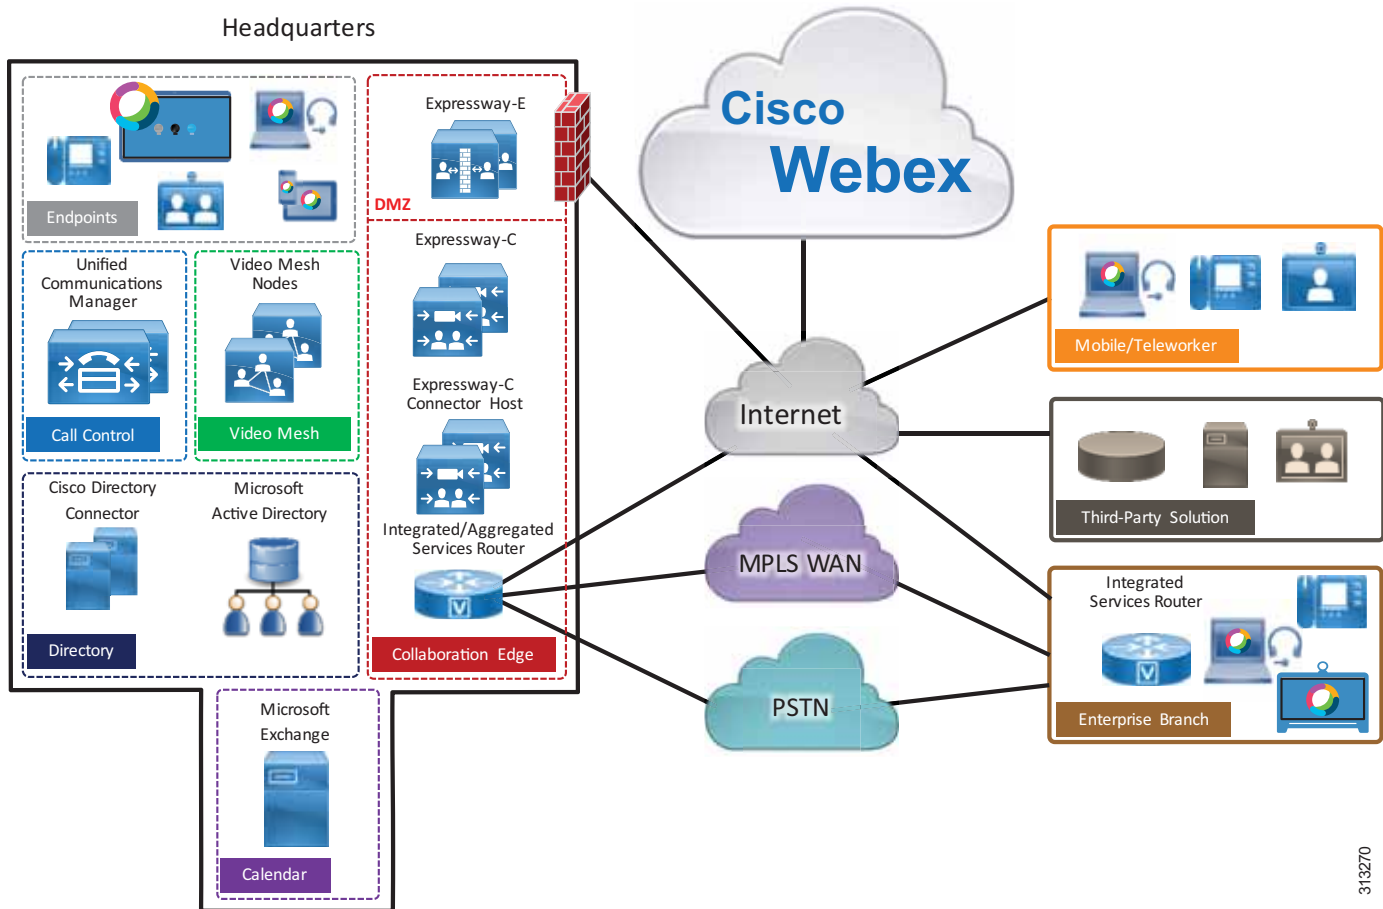 Headquarters
Expressway-E
DMZ
Endpoints
Expressway-C
Unified
Communications
Manager
Call Control
Video Mesh
Nodes
Video Mesh
Expressway-C
Connector Host
Cisco Directory
Connector
Microsoft
Active Directory
Directory
Integrated/Aggregated
Services Router
V
Collaboration Edge
Microsoft
Exchange
Calendar
Cisco
Webex
Internet
MPLS WAN
PSTN
Mobile/Teleworker
Third-Party Solution
Integrated
Services Router
V
Enterprise Branch
313270